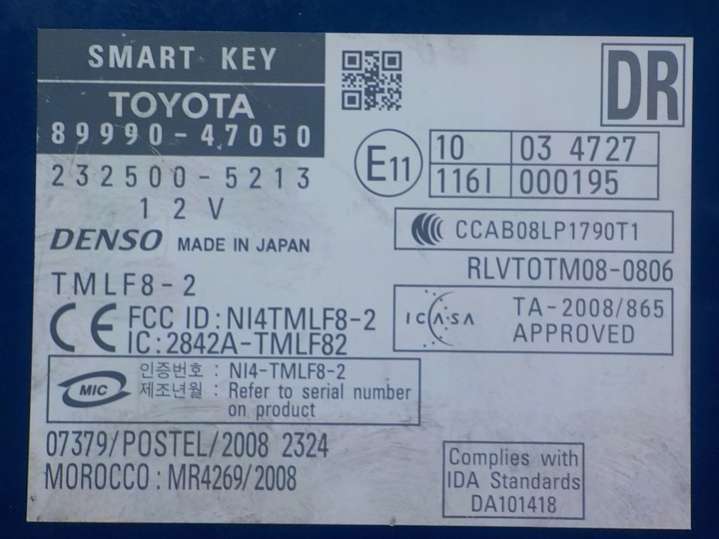 SMART KEY
TOYOTA
89990-47050
232500-5213
12V
DENSO MADE IN JAPAN
TMLF8-2
CE FCC ID: NI4TMLF8-2
IC: 2842A-TMLF82
MIC 인증번호 : NI4-TMLF8-2
제조년월 : Refer to serial number
on product
07379/POSTEL/2008 2324
MOROCCO: MR4269/2008
DR
E11
10 03 4727
116I 000195
CCAB08LP1790T1
RLVTOTM08-0806
ICASA TA-2008/865
APPROVED
Complies with
IDA Standards
DA101418